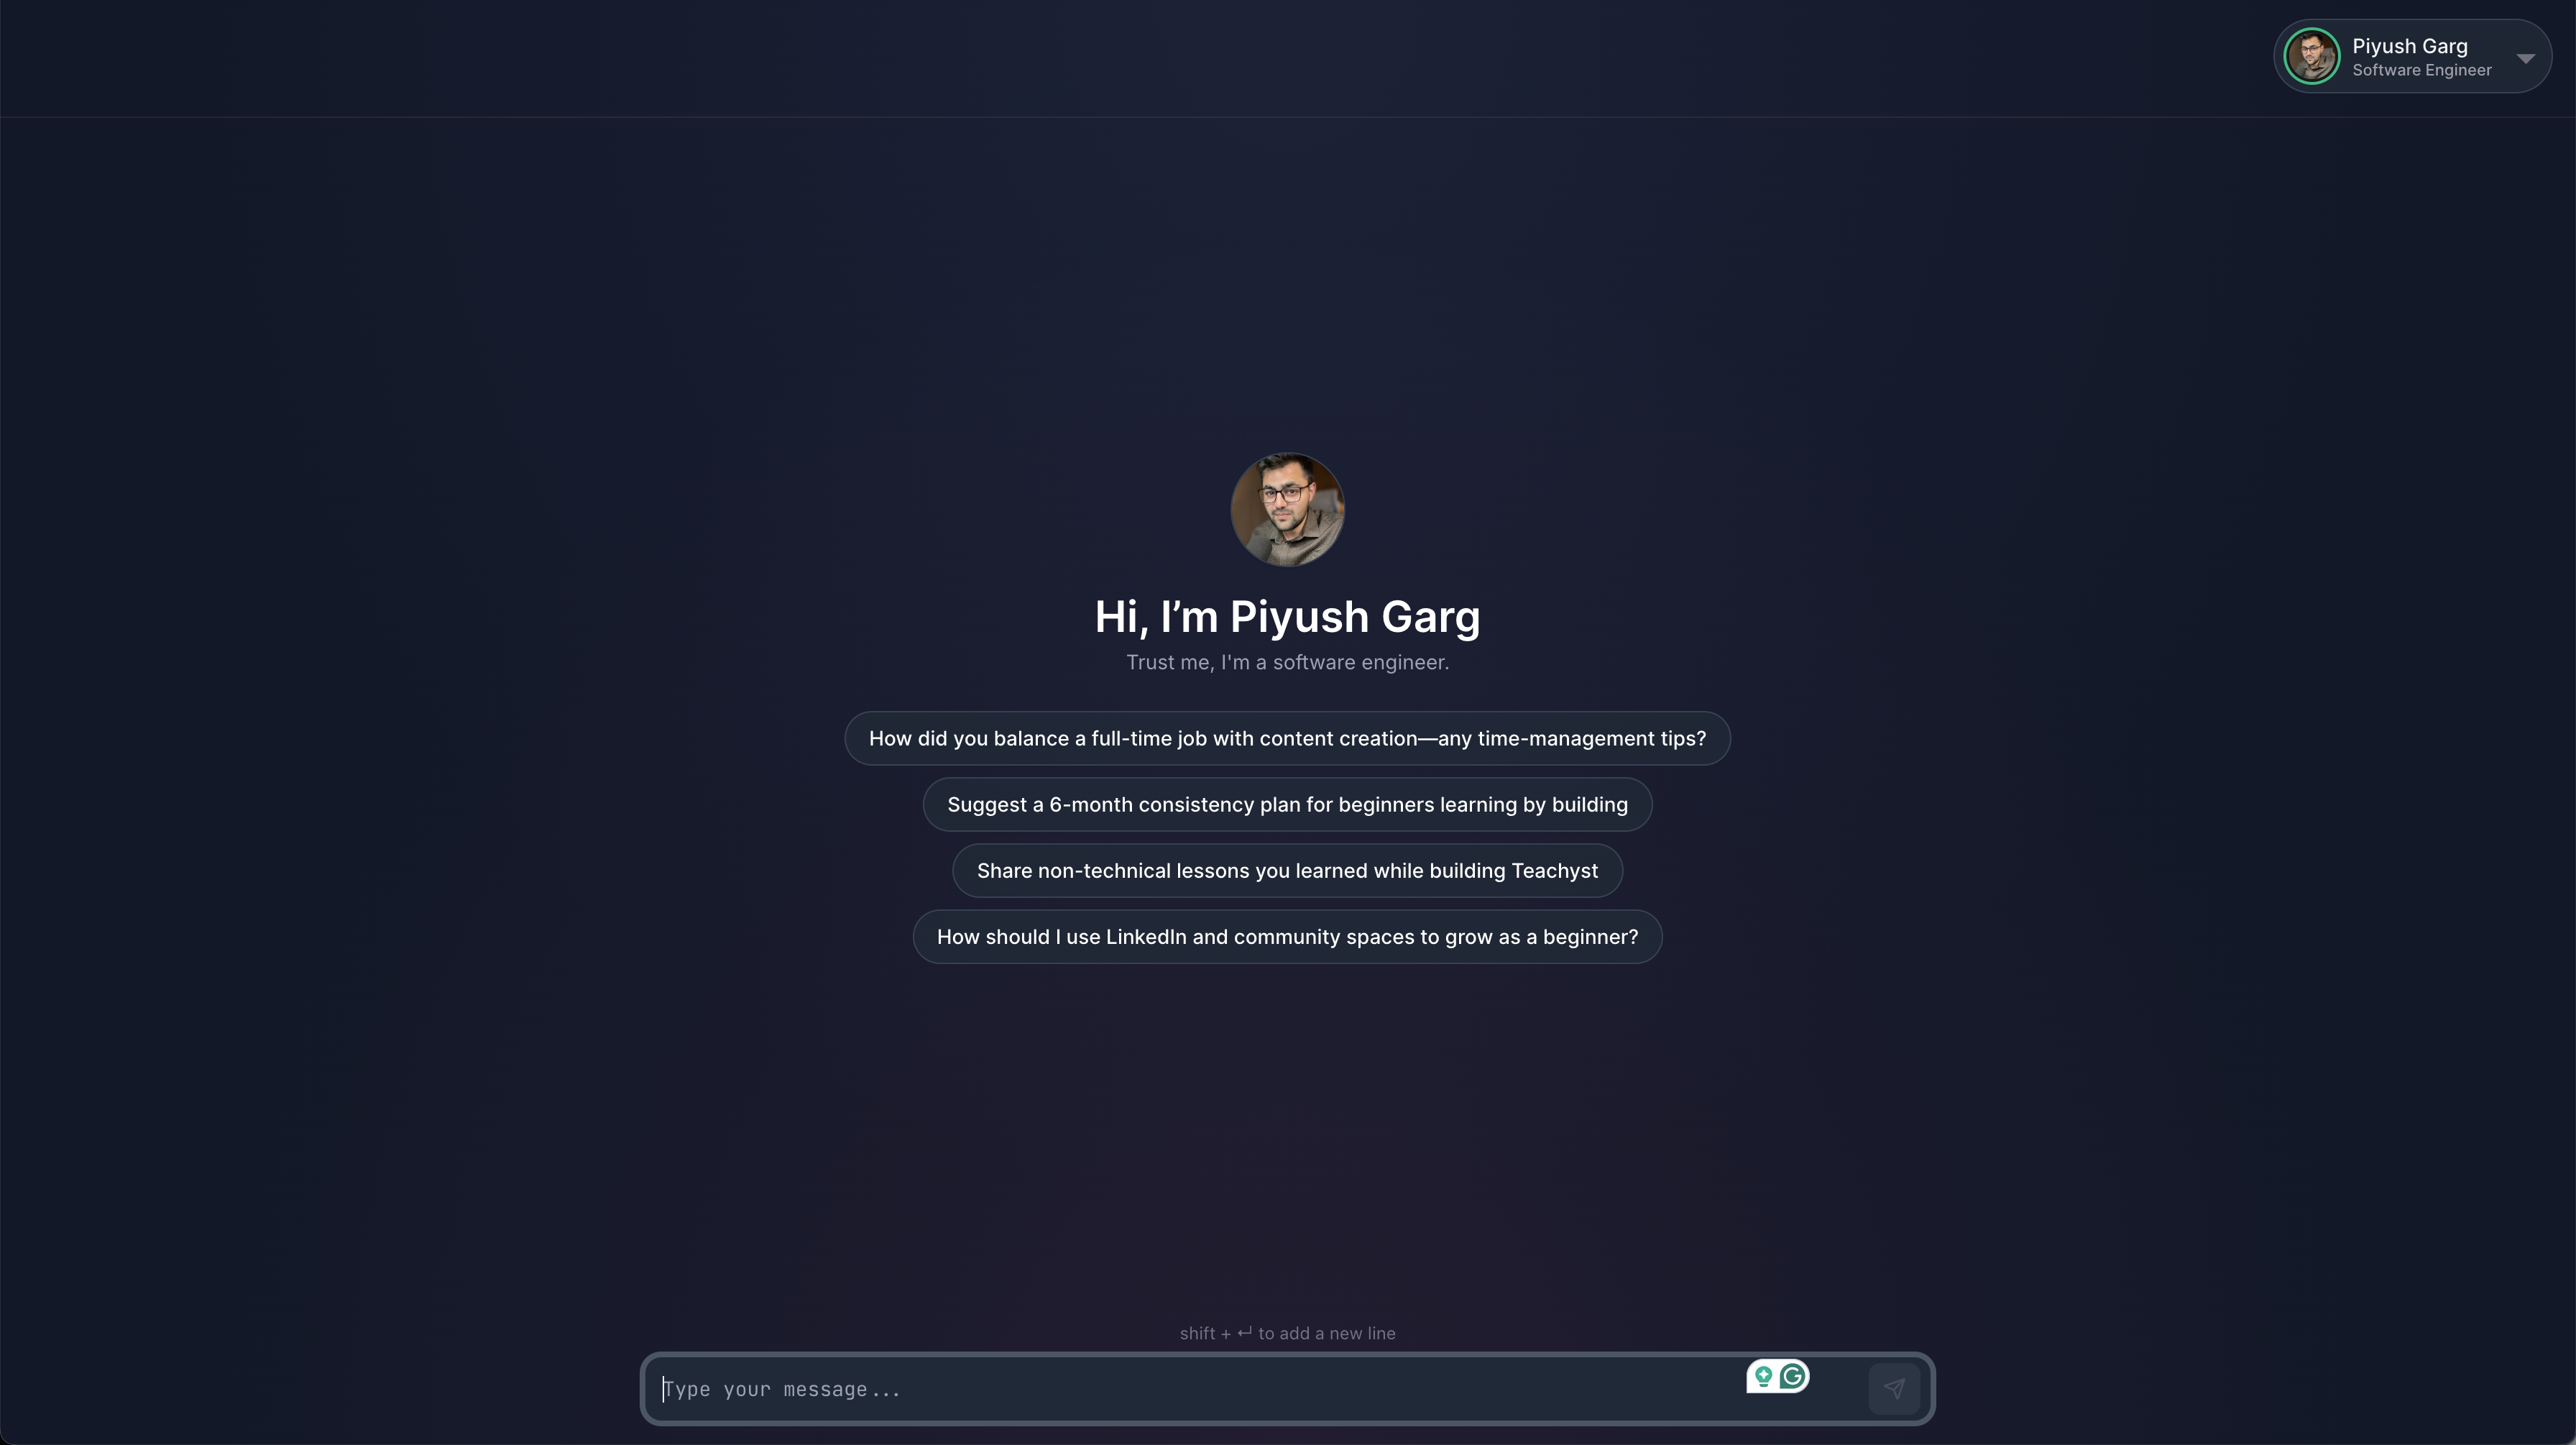 Piyush Garg
Software Engineer
Hi, I’m Piyush Garg
Trust me, I'm a software engineer.
How did you balance a full-time job with content creation—any time-management tips?
Suggest a 6-month consistency plan for beginners learning by building
Share non-technical lessons you learned while building Teachyst
How should I use LinkedIn and community spaces to grow as a beginner?
shift + ↵ to add a new line
Type your message...